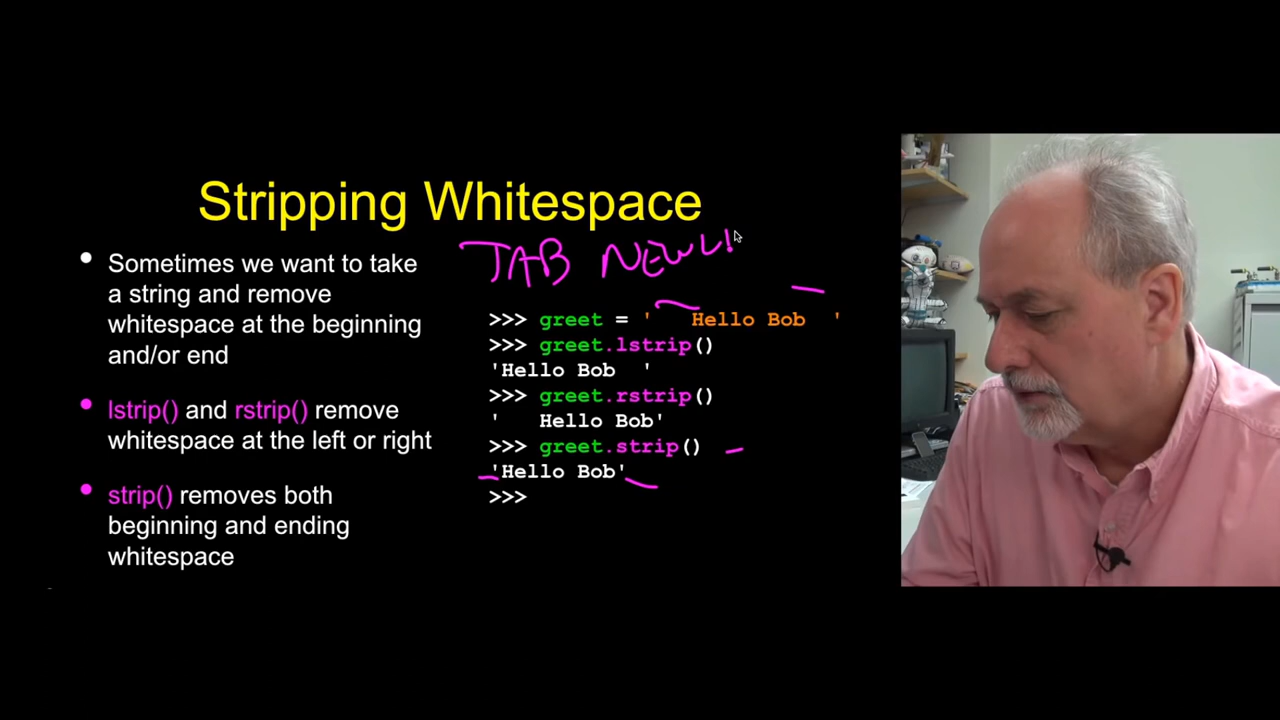 Stripping Whitespace
• Sometimes we want to take
a string and remove
whitespace at the beginning
and/or end
• lstrip() and rstrip() remove
whitespace at the left or right
• strip() removes both
beginning and ending
whitespace
TAB NEWLI
>>> greet = '   Hello Bob  '
>>> greet.lstrip()
'Hello Bob  '
>>> greet.rstrip()
'   Hello Bob'
>>> greet.strip()
'Hello Bob'
>>>